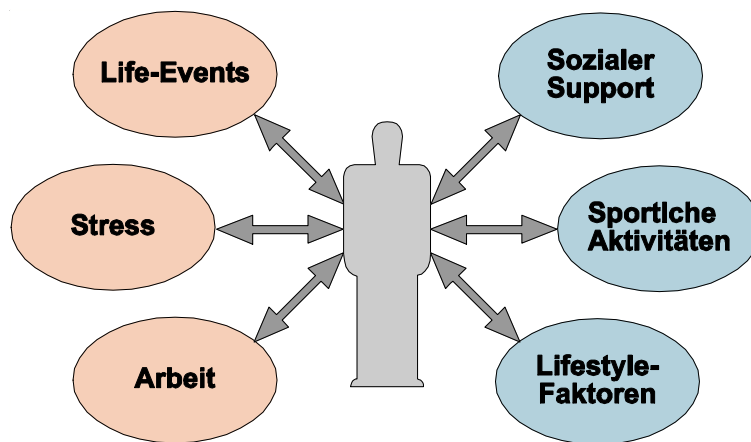 Life-Events
Sozialer
Support
Stress
Sportlche
Aktivitäten
Arbeit
Lifestyle-
Faktoren